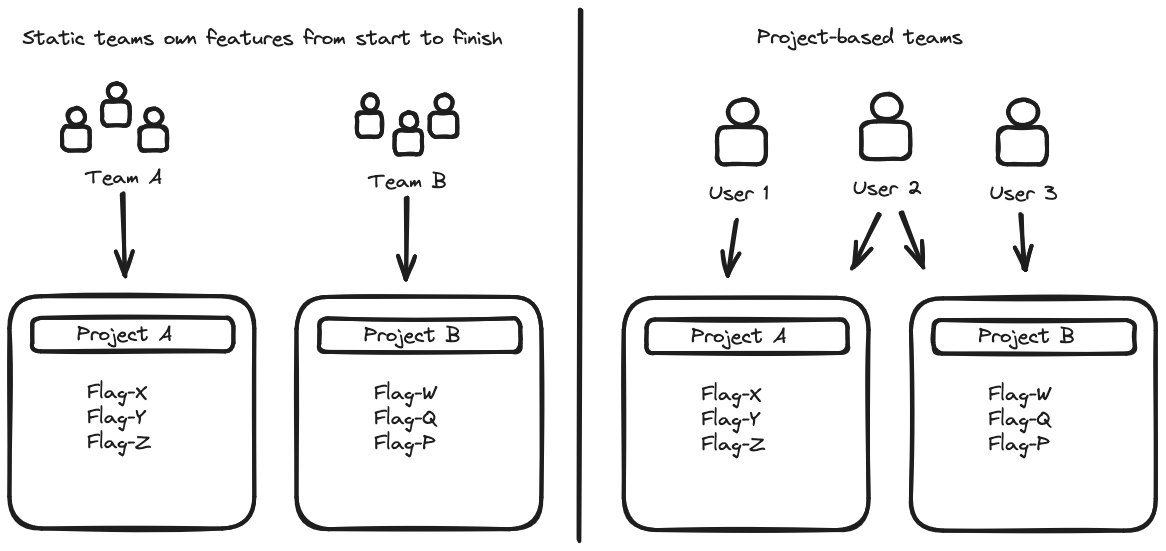 Static teams own features from start to finish
Team A
Team B
Project A
Flag-X
Flag-Y
Flag-Z
Project B
Flag-W
Flag-Q
Flag-P
Project-based teams
User 1
User 2
User 3
Project A
Flag-X
Flag-Y
Flag-Z
Project B
Flag-W
Flag-Q
Flag-P